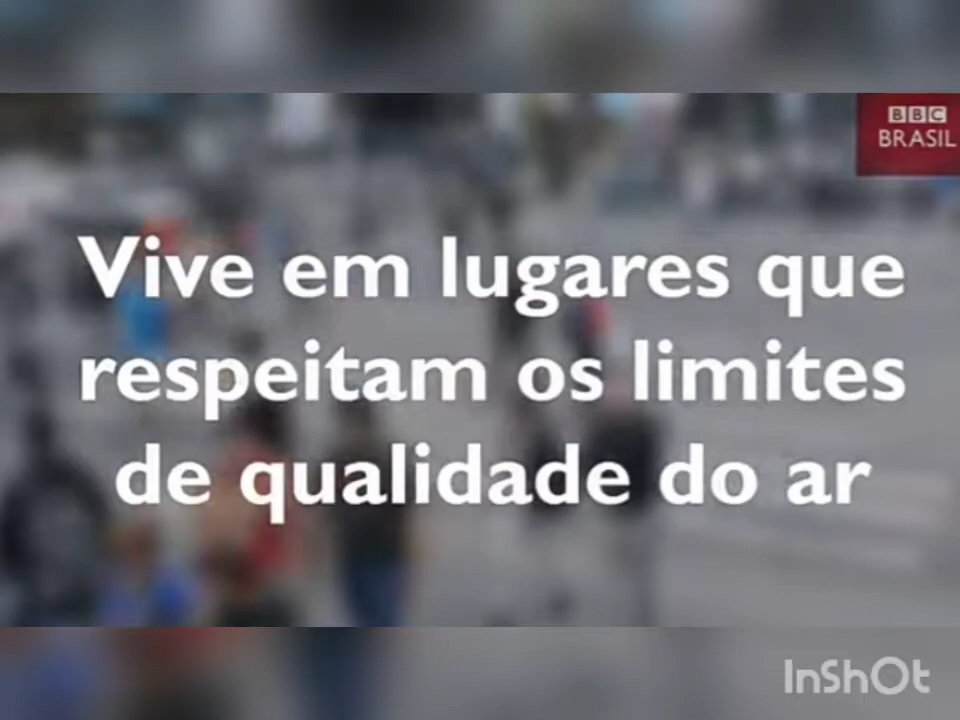 BBC
BRASIL
Vive em lugares que
respeitam os limites
de qualidade do ar
InShOt